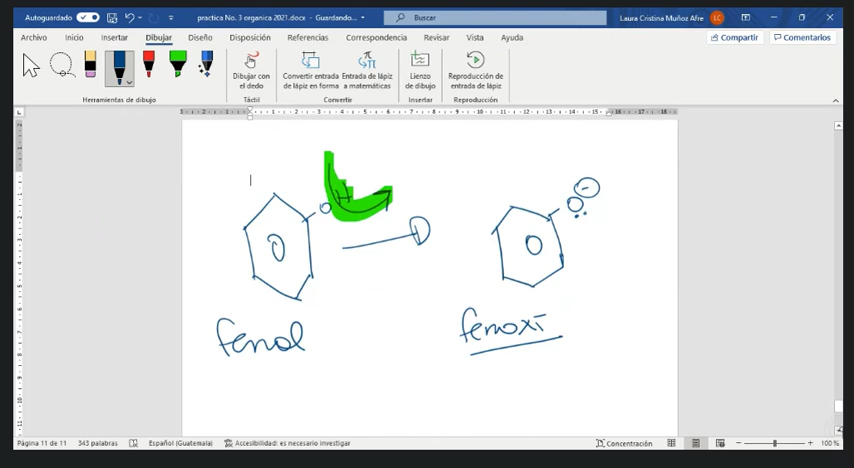 Autoguardado
practica No. 3 organica 2021.docx - Guardando...
Buscar
Laura Cristina Muñoz Afre
LC
Archivo Inicio Insertar Dibujar Diseño Disposición Referencias Correspondencia Revisar Vista Ayuda
Compartir
Comentarios
Dibujar con el dedo
Convertir entrada de lápiz en forma
Entrada de lápiz a matemáticas
Lienzo de dibujo
Reproducción de entrada de lápiz
Herramientas de dibujo
Táctil
Convertir
Insertar
Reproducción
O H
O
fenol
fenoxi
Página 11 de 11
343 palabras
Español (Guatemala)
Accesibilidad: es necesario investigar
Concentración
100 %